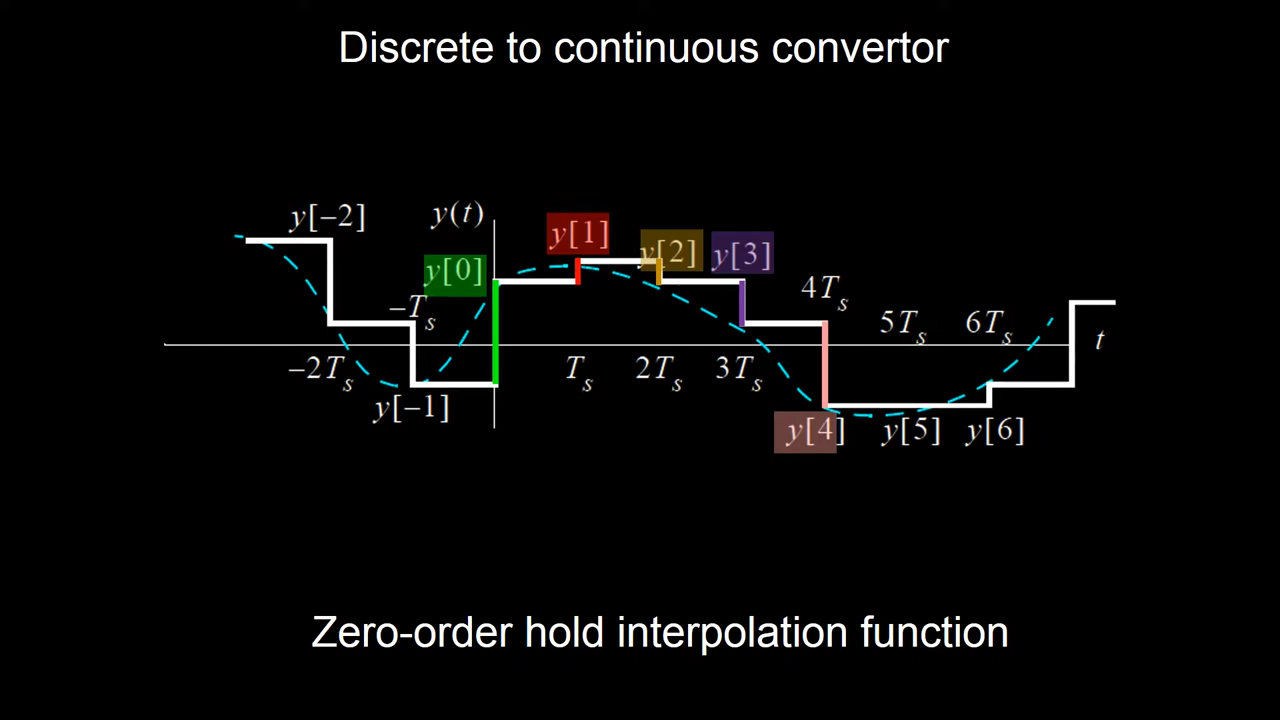 Discrete to continuous convertor
y[−2]
y(t)
y[1]
y[2]
y[3]
y[0]
4T_s
−T_s
5T_s
6T_s
t
−2T_s
T_s
2T_s
3T_s
y[−1]
y[4]
y[5]
y[6]
Zero-order hold interpolation function